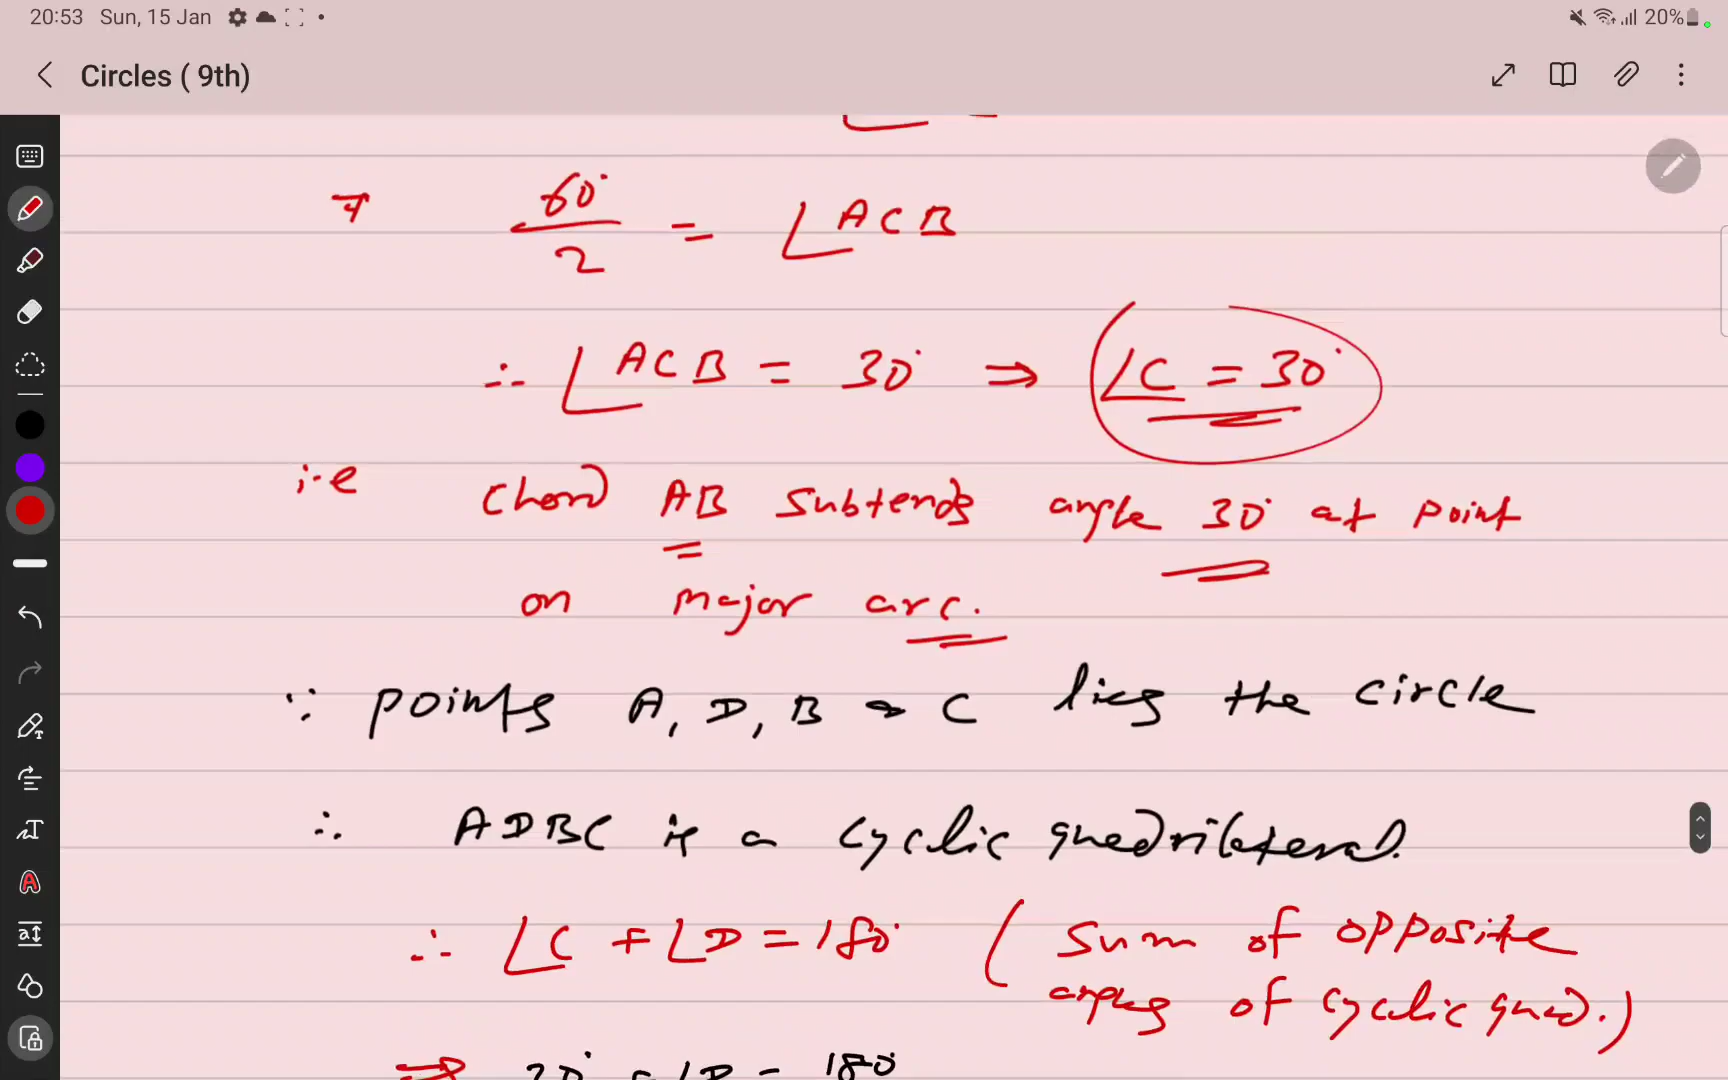 20:53 Sun, 15 Jan 20%
Circles ( 9th)
60° / 2 = ∠ACB
∴ ∠ACB = 30° ⇒ ∠C = 30°
i.e chord AB subtends angle 30° at point
on major arc.
∵ points A, D, B & C lies the circle
∴ ADBC is a cyclic quadrilateral.
∴ ∠C + ∠D = 180° ( Sum of opposite
angles of cyclic quad.)
⇒ 30° + ∠D = 180°